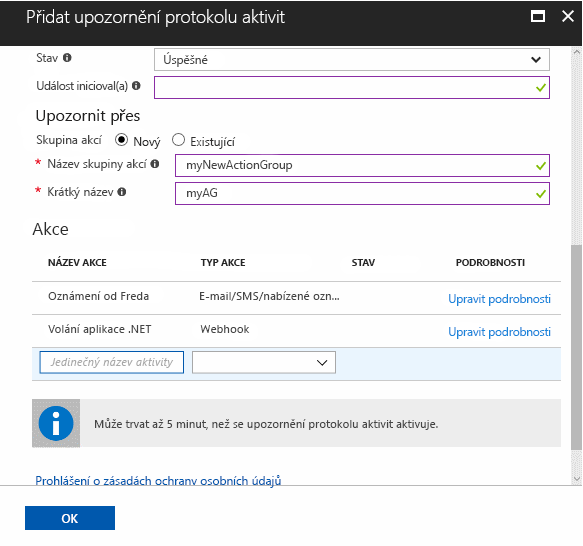 Přidat upozornění protokolu aktivit
Stav
Úspěšné
Událost inicioval(a)
Upozornit přes
Skupina akcí Nový Existující
* Název skupiny akcí myNewActionGroup
* Krátký název myAG
Akce
NÁZEV AKCE TYP AKCE STAV PODROBNOSTI
Oznámení od Freda E-mail/SMS/nabízené ozn... Upravit podrobnosti
Volání aplikace .NET Webhook Upravit podrobnosti
Jedinečný název aktivity
Může trvat až 5 minut, než se upozornění protokolu aktivit aktivuje.
Prohlášení o zásadách ochrany osobních údajů
OK